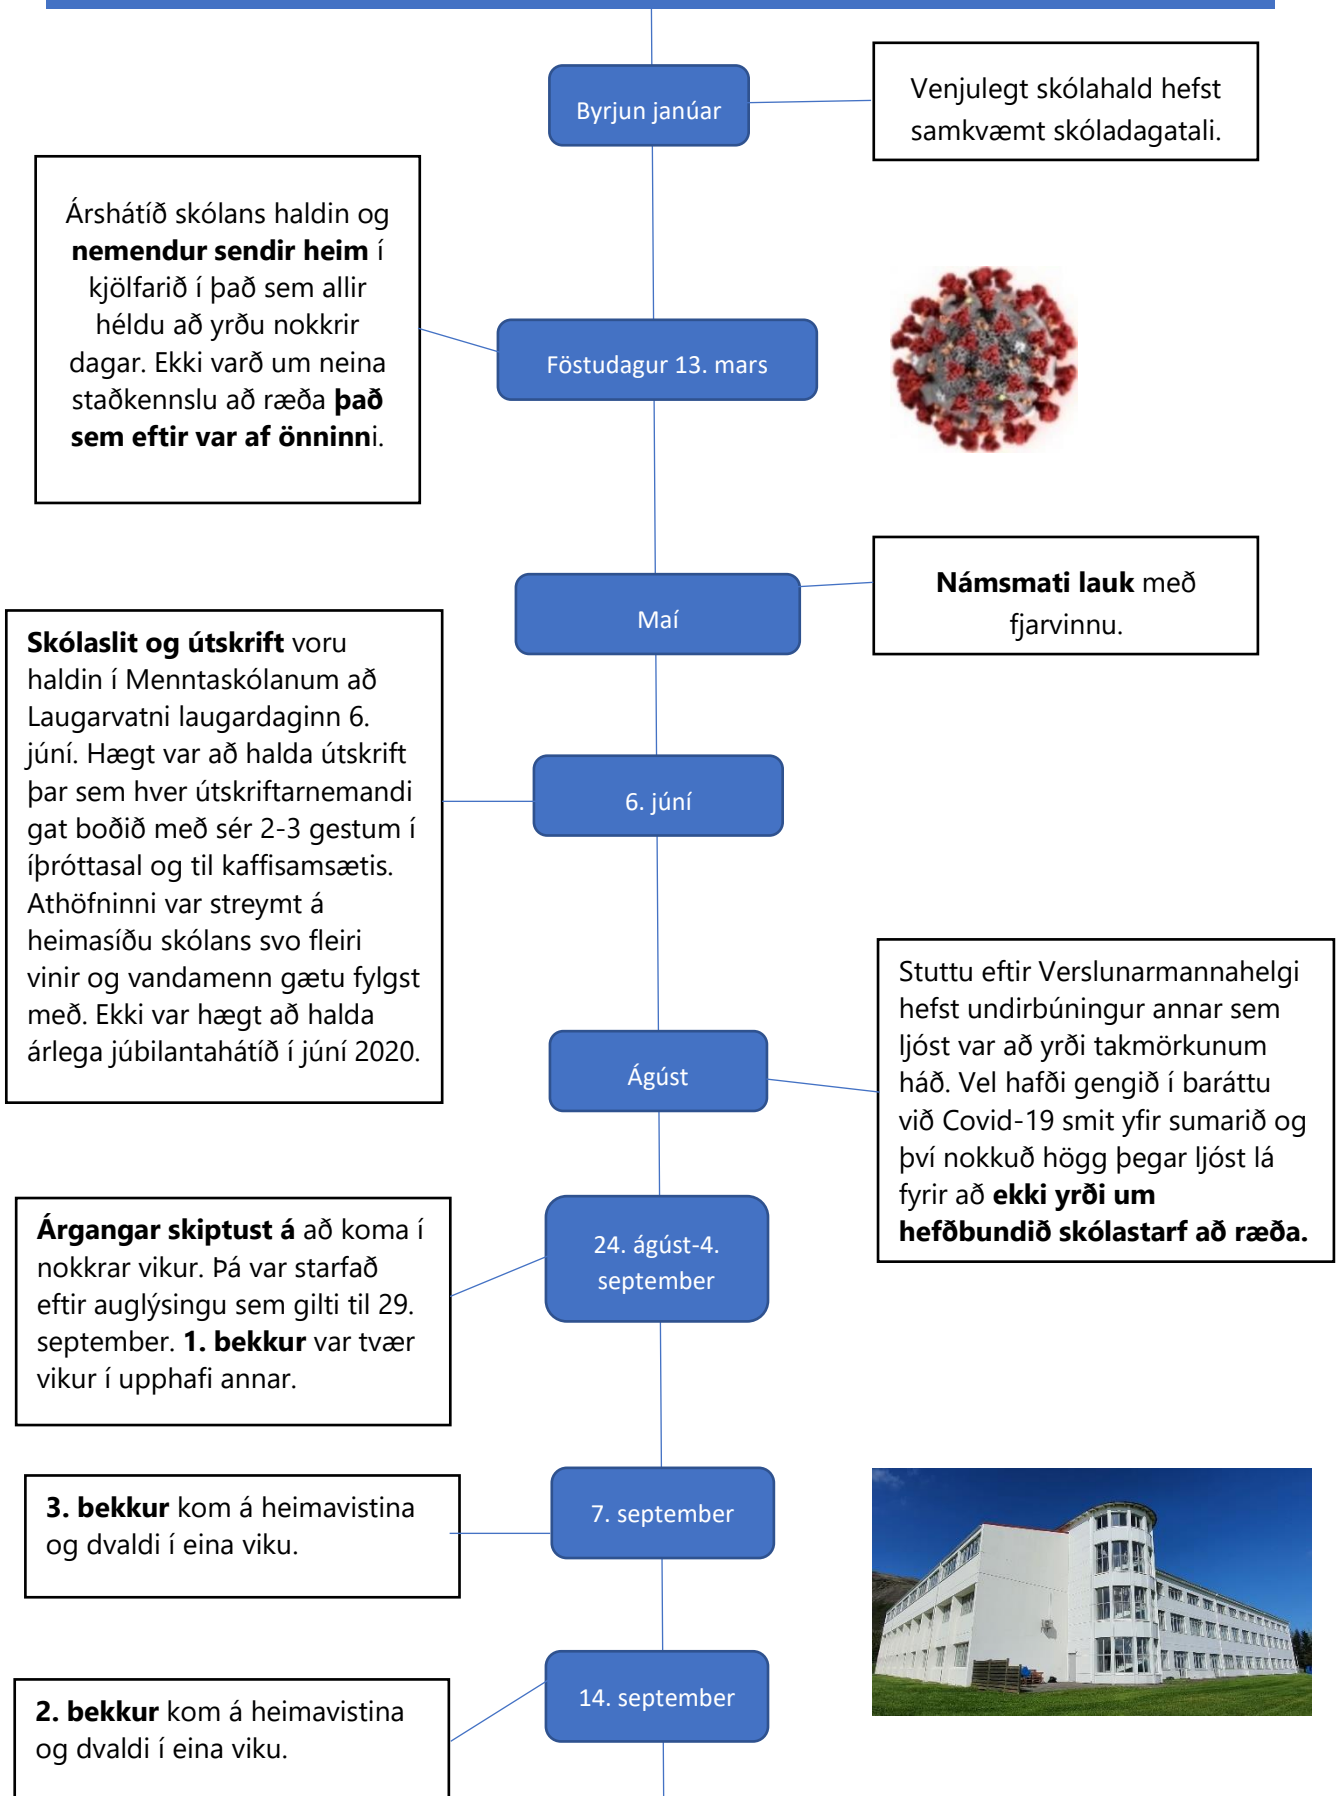 Byrjun janúar
Venjulegt skólahald hefst
samkvæmt skóladagatali.
Árshátíð skólans haldin og
nemendur sendir heim í
kjölfarið í það sem allir
héldu að yrðu nokkrir
dagar. Ekki varð um neina
staðkennslu að ræða það
sem eftir var af önninni.
Föstudagur 13. mars
Maí
Námsmati lauk með
fjarvinnu.
Skólaslit og útskrift voru
haldin í Menntaskólanum að
Laugarvatni laugardaginn 6.
júní. Hægt var að halda útskrift
þar sem hver útskriftarnemandi
gat boðið með sér 2-3 gestum í
íþróttasal og til kaffisamsætis.
Athöfninni var streymt á
heimasíðu skólans svo fleiri
vinir og vandamenn gætu fylgst
með. Ekki var hægt að halda
árlega júbilantahátíð í júní 2020.
6. júní
Ágúst
Stuttu eftir Verslunarmannahelgi
hefst undirbúningur annar sem
ljóst var að yrði takmörkunum
háð. Vel hafði gengið í baráttu
við Covid-19 smit yfir sumarið og
því nokkuð högg þegar ljóst lá
fyrir að ekki yrði um
hefðbundið skólastarf að ræða.
Árgangar skiptust á að koma í
nokkrar vikur. Þá var starfað
eftir auglýsingu sem gilti til 29.
september. 1. bekkur var tvær
vikur í upphafi annar.
24. ágúst-4.
september
3. bekkur kom á heimavistina
og dvaldi í eina viku.
7. september
14. september
2. bekkur kom á heimavistina
og dvaldi í eina viku.